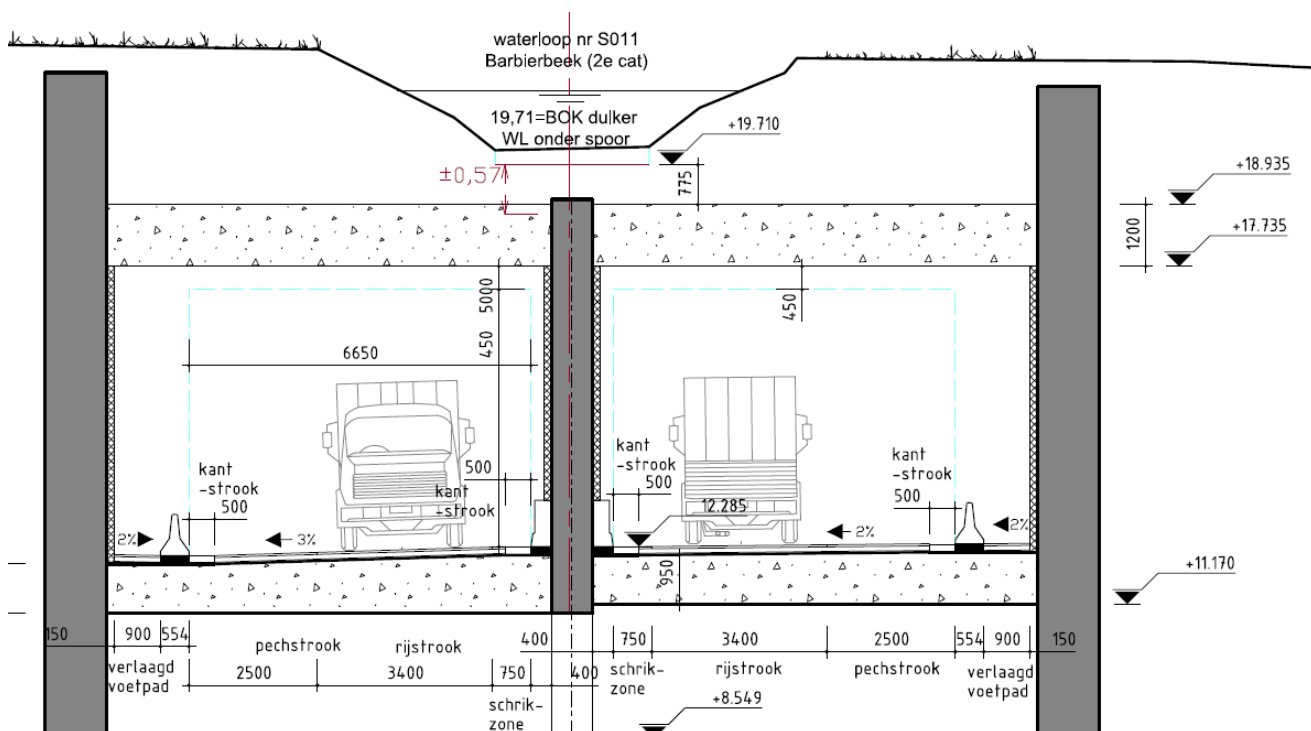 waterloop nr S011
Barbierbeek (2e cat)
19,71=BOK duiker
WL onder spoor
+19.710
±0,57
775
+18.935
1200
+17.735
5000
450
450
6650
kant
-strook
500
500
kant
-strook
kant
-strook
500
kant
-strook
500
12.285
2%
3%
2%
2%
950
+11.170
150
900
554
pechstrook
rijstrook
400
750
3400
2500
554
900
150
verlaagd
voetpad
2500
3400
750
400
schrik-
zone
rijstrook
pechstrook
verlaagd
voetpad
schrik-
zone
+8.549